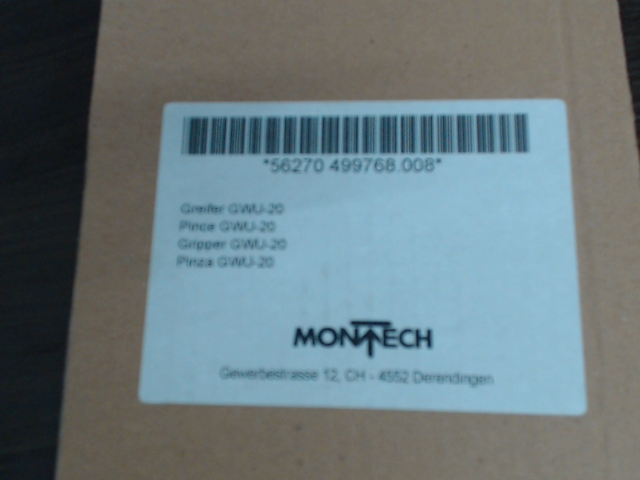 *56270 499768.008*
Greifer GWU-20
Pince GWU-20
Gripper GWU-20
Pinza GWU-20
MONTECH
Gewerbestrasse 12, CH - 4552 Derendingen